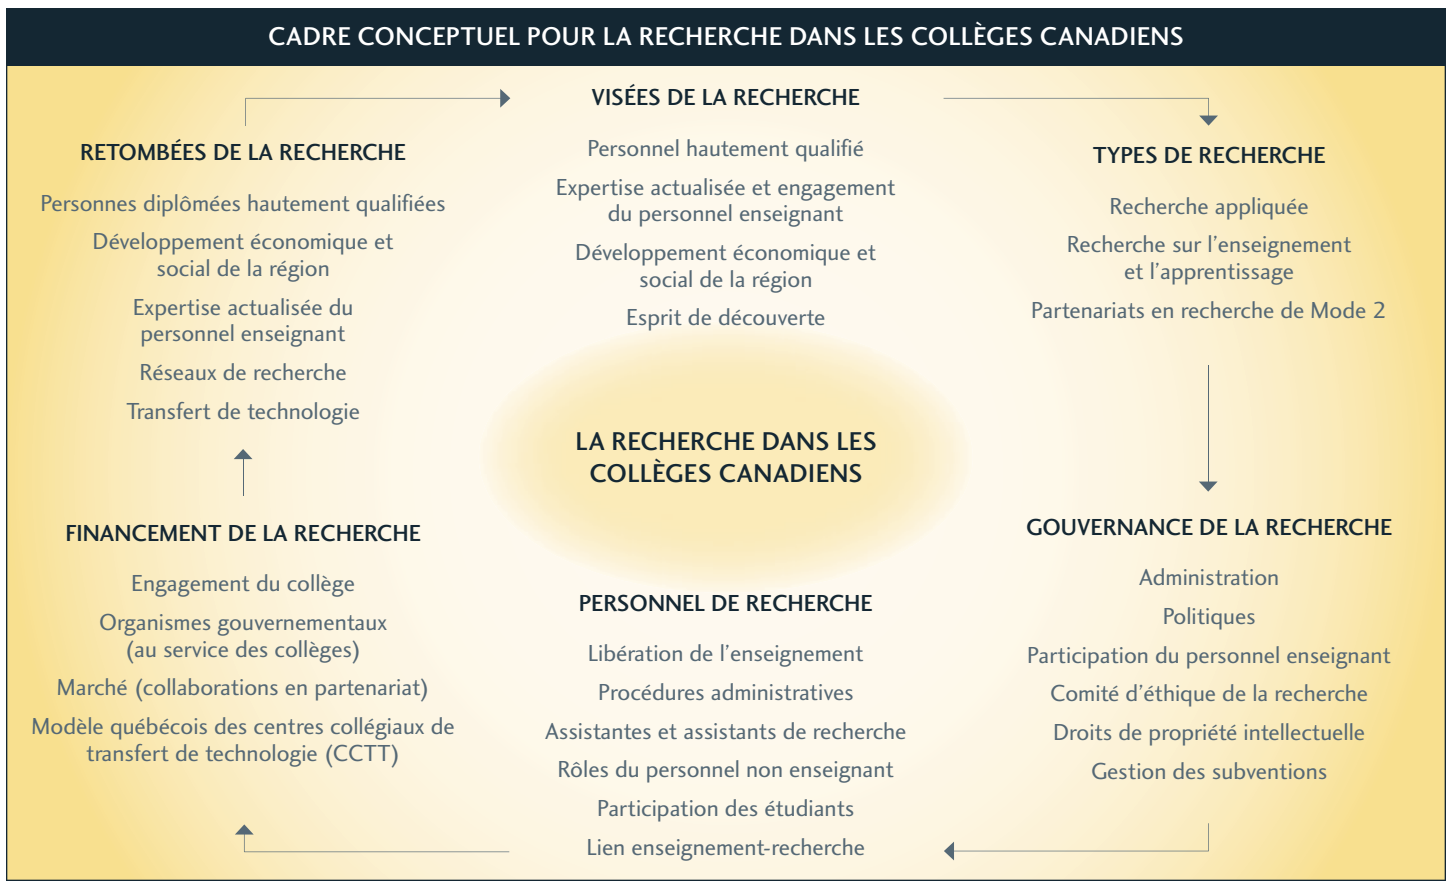 CADRE CONCEPTUEL POUR LA RECHERCHE DANS LES COLLÈGES CANADIENS
VISÉES DE LA RECHERCHE
Personnel hautement qualifié
Expertise actualisée et engagement
du personnel enseignant
Développement économique et
social de la région
Esprit de découverte
TYPES DE RECHERCHE
Recherche appliquée
Recherche sur l’enseignement
et l’apprentissage
Partenariats en recherche de Mode 2
GOUVERNANCE DE LA RECHERCHE
Administration
Politiques
Participation du personnel enseignant
Comité d’éthique de la recherche
Droits de propriété intellectuelle
Gestion des subventions
PERSONNEL DE RECHERCHE
Libération de l’enseignement
Procédures administratives
Assistantes et assistants de recherche
Rôles du personnel non enseignant
Participation des étudiants
Lien enseignement-recherche
FINANCEMENT DE LA RECHERCHE
Engagement du collège
Organismes gouvernementaux
(au service des collèges)
Marché (collaborations en partenariat)
Modèle québécois des centres collégiaux de
transfert de technologie (CCTT)
RETOMBÉES DE LA RECHERCHE
Personnes diplômées hautement qualifiées
Développement économique et
social de la région
Expertise actualisée du
personnel enseignant
Réseaux de recherche
Transfert de technologie
LA RECHERCHE DANS LES
COLLÈGES CANADIENS